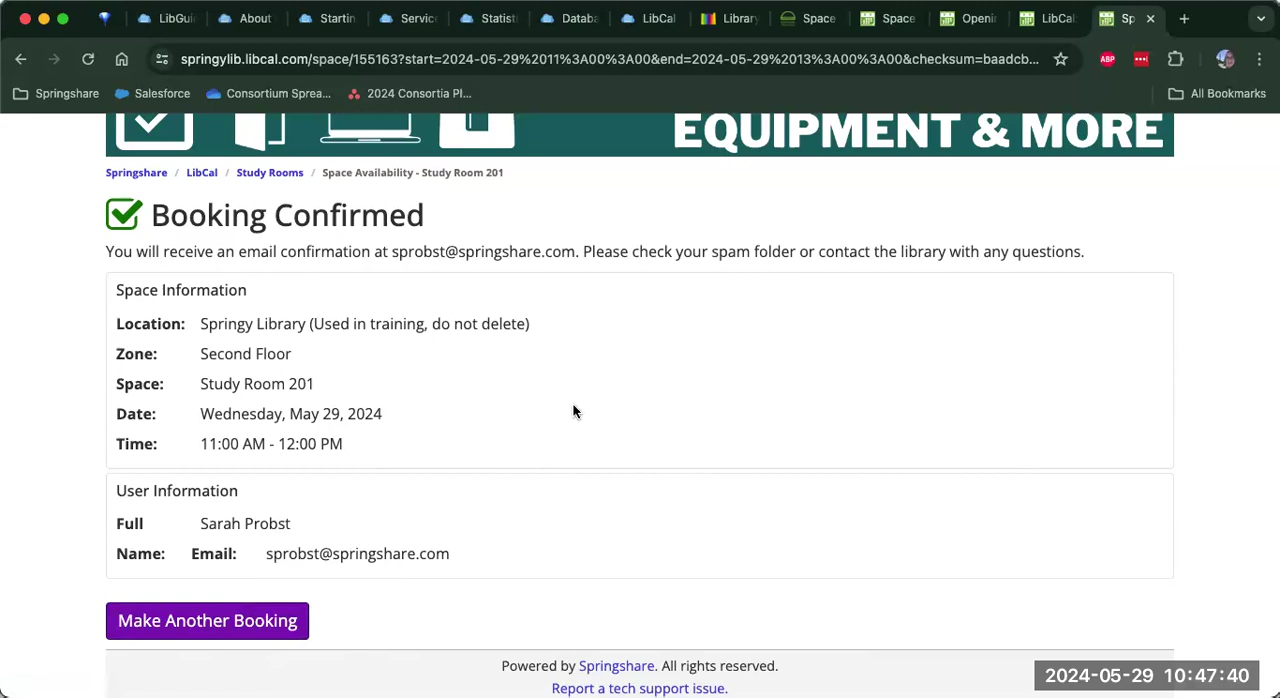 LibGui
About
Startin
Servic
Statist
Databa
LibCal
Library
Space
Space
Openi
LibCal
Sp
springylib.libcal.com/space/155163?start=2024-05-29%2011%3A00%3A00&end=2024-05-29%2013%3A00%3A00&checksum=baadcb...
ABP
Springshare
Salesforce
Consortium Sprea...
2024 Consortia Pl...
All Bookmarks
EQUIPMENT & MORE
Springshare / LibCal / Study Rooms / Space Availability - Study Room 201
Booking Confirmed
You will receive an email confirmation at sprobst@springshare.com. Please check your spam folder or contact the library with any questions.
Space Information
Location: Springy Library (Used in training, do not delete)
Zone: Second Floor
Space: Study Room 201
Date: Wednesday, May 29, 2024
Time: 11:00 AM - 12:00 PM
User Information
Full Sarah Probst
Name: Email: sprobst@springshare.com
Make Another Booking
Powered by Springshare. All rights reserved.
Report a tech support issue.
2024-05-29 10:47:40